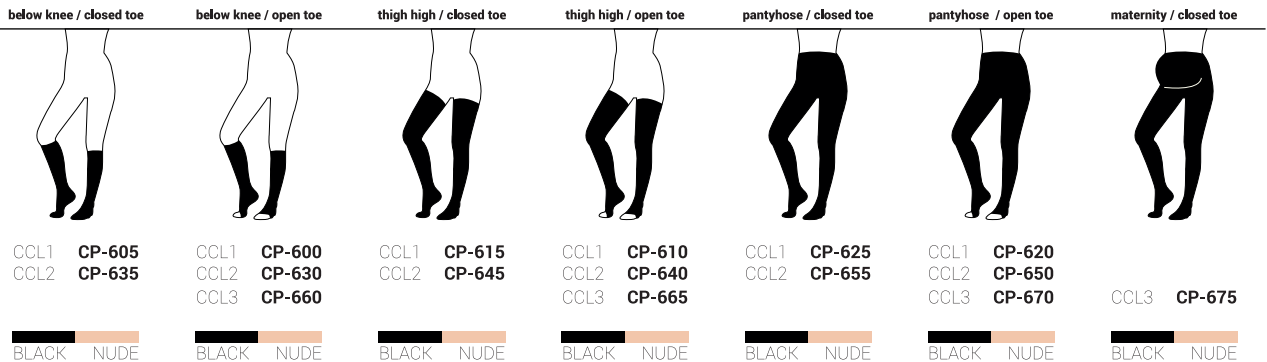 below knee / closed toe
CCL1 CP-605
CCL2 CP-635
BLACK NUDE
below knee / open toe
CCL1 CP-600
CCL2 CP-630
CCL3 CP-660
BLACK NUDE
thigh high / closed toe
CCL1 CP-615
CCL2 CP-645
BLACK NUDE
thigh high / open toe
CCL1 CP-610
CCL2 CP-640
CCL3 CP-665
BLACK NUDE
pantyhose / closed toe
CCL1 CP-625
CCL2 CP-655
BLACK NUDE
pantyhose / open toe
CCL1 CP-620
CCL2 CP-650
CCL3 CP-670
BLACK NUDE
maternity / closed toe
CCL3 CP-675
BLACK NUDE